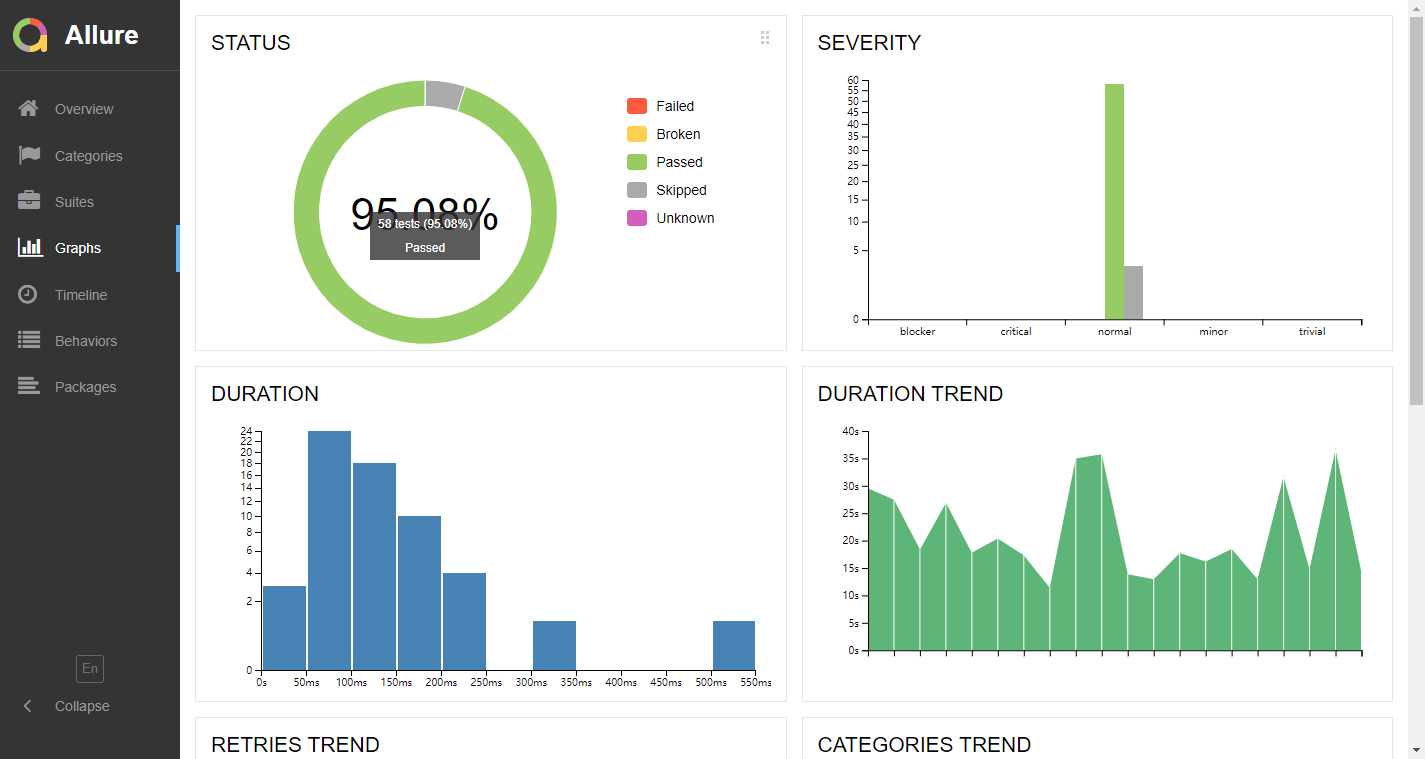 Allure
Overview
Categories
Suites
Graphs
Timeline
Behaviors
Packages
En
Collapse
STATUS
95.08%
58 tests (95.08%)
Passed
Failed
Broken
Passed
Skipped
Unknown
SEVERITY
60
55
50
45
40
35
30
25
20
15
10
5
0
blocker critical normal minor trivial
DURATION
24
22
20
18
16
14
12
10
8
6
4
2
0
0s 50ms 100ms 150ms 200ms 250ms 300ms 350ms 400ms 450ms 500ms 550ms
DURATION TREND
40s
35s
30s
25s
20s
15s
10s
5s
0s
RETRIES TREND
CATEGORIES TREND